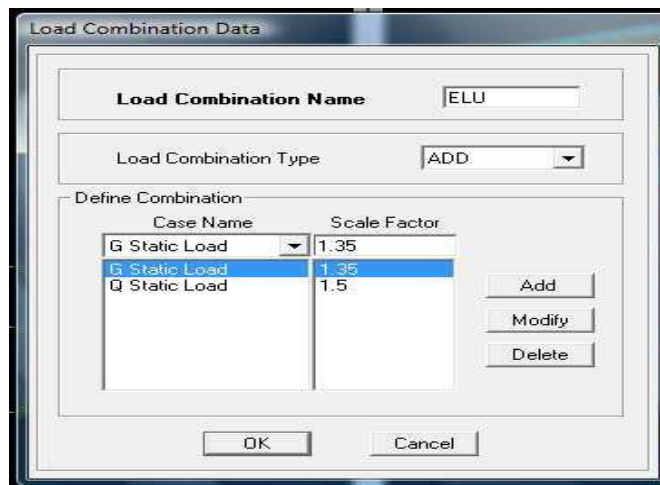 Load Combination Data
Load Combination Name ELU
Load Combination Type ADD
Define Combination
Case Name Scale Factor
G Static Load 1.35
G Static Load 1.35
Q Static Load 1.5
Add
Modify
Delete
OK Cancel